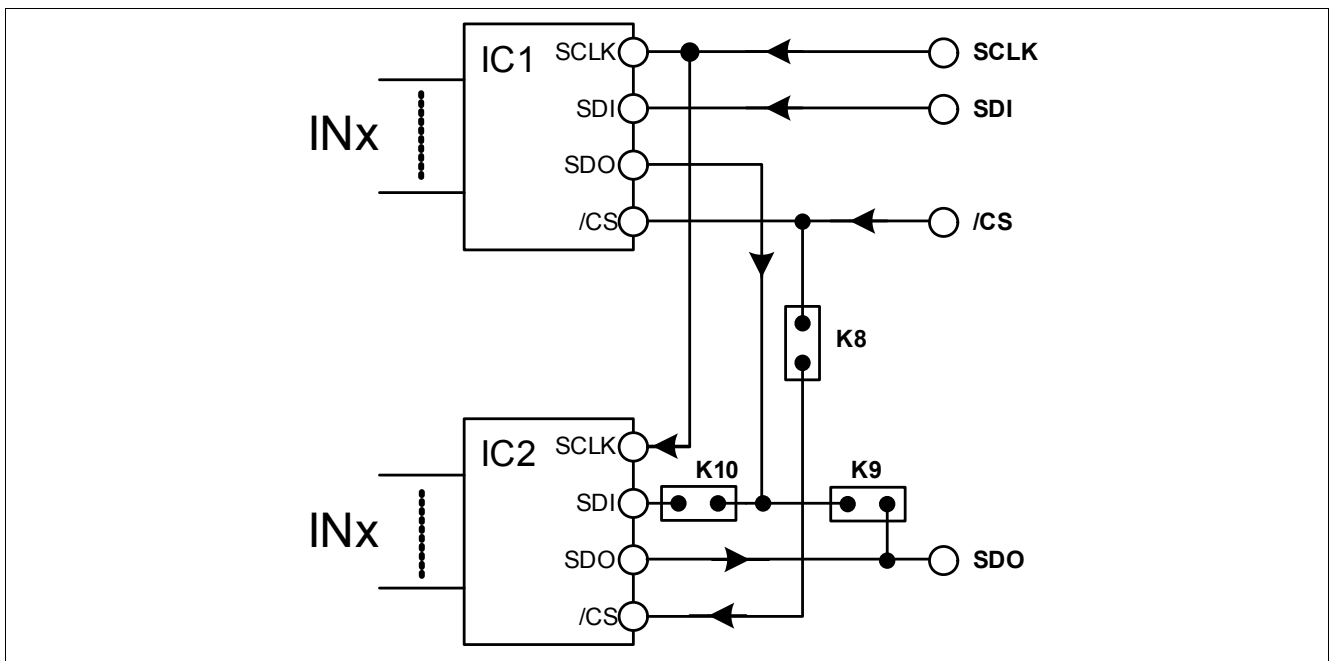 IC1
SCLK
SCLK
SDI
SDI
INx
SDO
/CS
/CS
K8
IC2
SCLK
K10
K9
SDI
INx
SDO
SDO
/CS